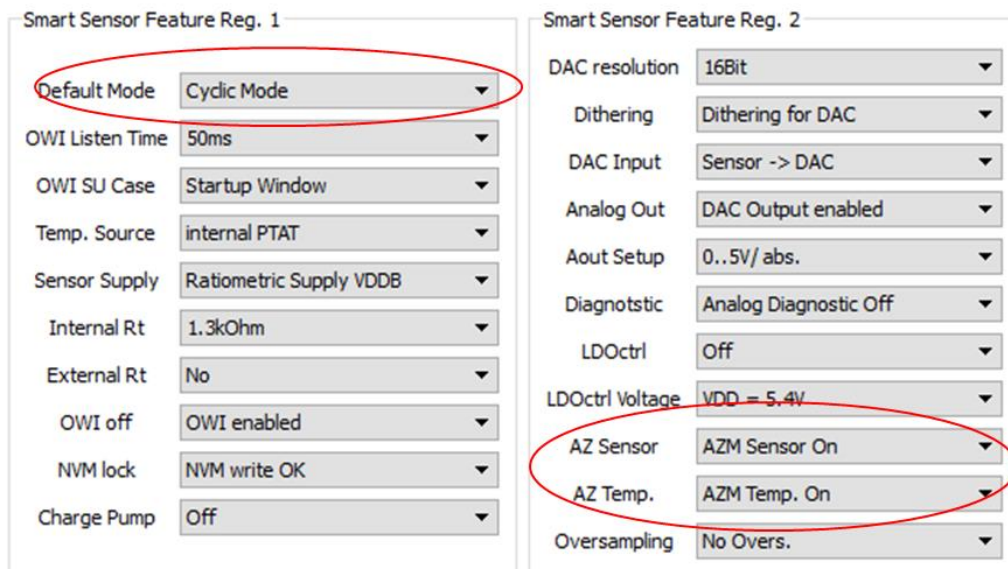 Smart Sensor Feature Reg. 1
Default Mode Cyclic Mode
OWI Listen Time 50ms
OWI SU Case Startup Window
Temp. Source internal PTAT
Sensor Supply Ratiometric Supply VDDB
Internal Rt 1.3kOhm
External Rt No
OWI off OWI enabled
NVM lock NVM write OK
Charge Pump Off
Smart Sensor Feature Reg. 2
DAC resolution 16Bit
Dithering Dithering for DAC
DAC Input Sensor -> DAC
Analog Out DAC Output enabled
Aout Setup 0..5V/ abs.
Diagnotstic Analog Diagnostic Off
LDOctrl Off
LDOctrl Voltage VDD = 5.4V
AZ Sensor AZM Sensor On
AZ Temp. AZM Temp. On
Oversampling No Overs.